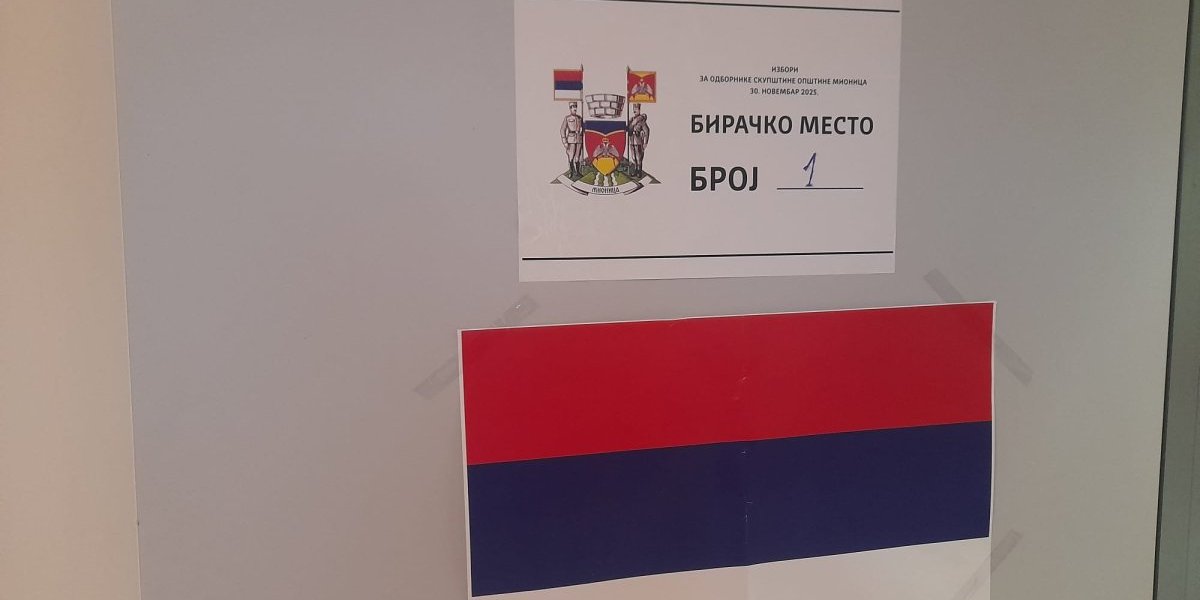 ИЗБОРИ
ЗА ОДБОРНИКЕ СКУПШТИНЕ ОПШТИНЕ МИОНИЦА
30. НОВЕМБАР 2025.
БИРАЧКО МЕСТО
БРОЈ 1
МИОНИЦА